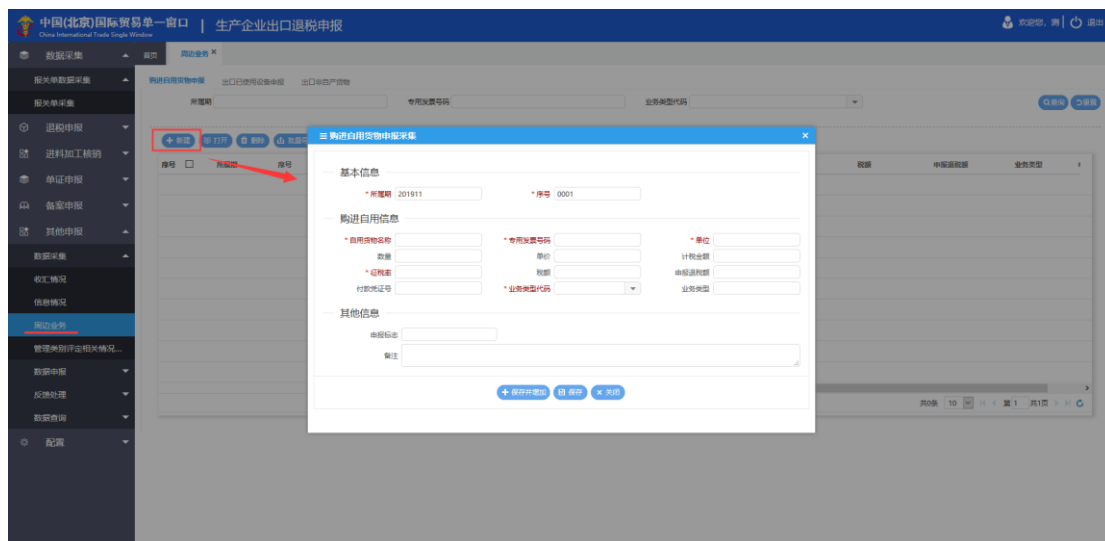 中国(北京)国际贸易单一窗口 | 生产企业出口退税申报
China International Trade Single Window
欢迎您，测 | 退出
数据采集
首页 周边业务 ×
报关单数据采集
购进自用货物申报 出口已使用设备申报 出口非自产货物
报关单采集
所属期 专用发票号码 业务类型代码 查询 重置
退税申报
+ 新建 打开 删除
进料加工核销
序号 所属期 序号 税额 申报退税额 业务类型
单证申报
备案申报
其他申报
数据采集
收汇情况
信息情况
周边业务
管理类别评定相关情况...
数据申报
反馈处理
数据查询
配置
购进自用货物申报采集 ×
基本信息
* 所属期 201911 * 序号 0001
购进自用信息
* 自用货物名称 * 专用发票号码 * 单位
数量 单价 计税金额
* 征税率 税额 申报退税额
付款凭证号 * 业务类型代码 业务类型
其他信息
申报标志
备注
+ 保存并增加 保存 × 关闭
共0条 10 第 1 共1页